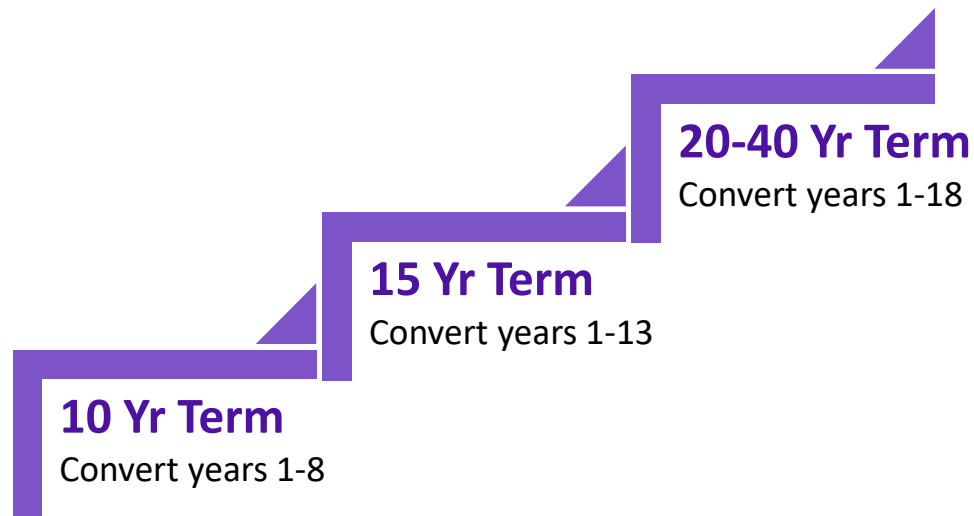 20-40 Yr Term
Convert years 1-18
15 Yr Term
Convert years 1-13
10 Yr Term
Convert years 1-8